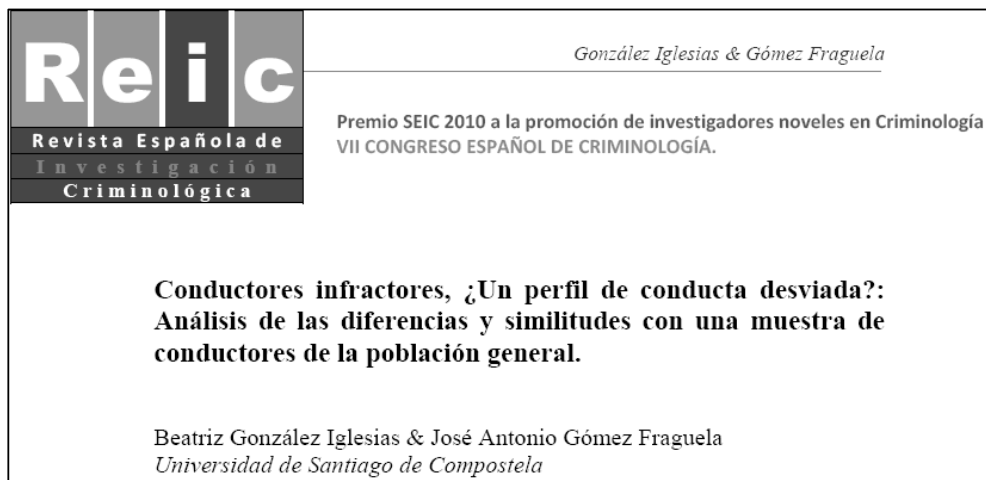 Reic
González Iglesias & Gómez Fraguela
Revista Española de
Investigación
Criminológica
Premio SEIC 2010 a la promoción de investigadores noveles en Criminología
VII CONGRESO ESPAÑOL DE CRIMINOLOGÍA.
Conductores infractores, ¿Un perfil de conducta desviada?:
Análisis de las diferencias y similitudes con una muestra de
conductores de la población general.
Beatriz González Iglesias & José Antonio Gómez Fraguela
Universidad de Santiago de Compostela